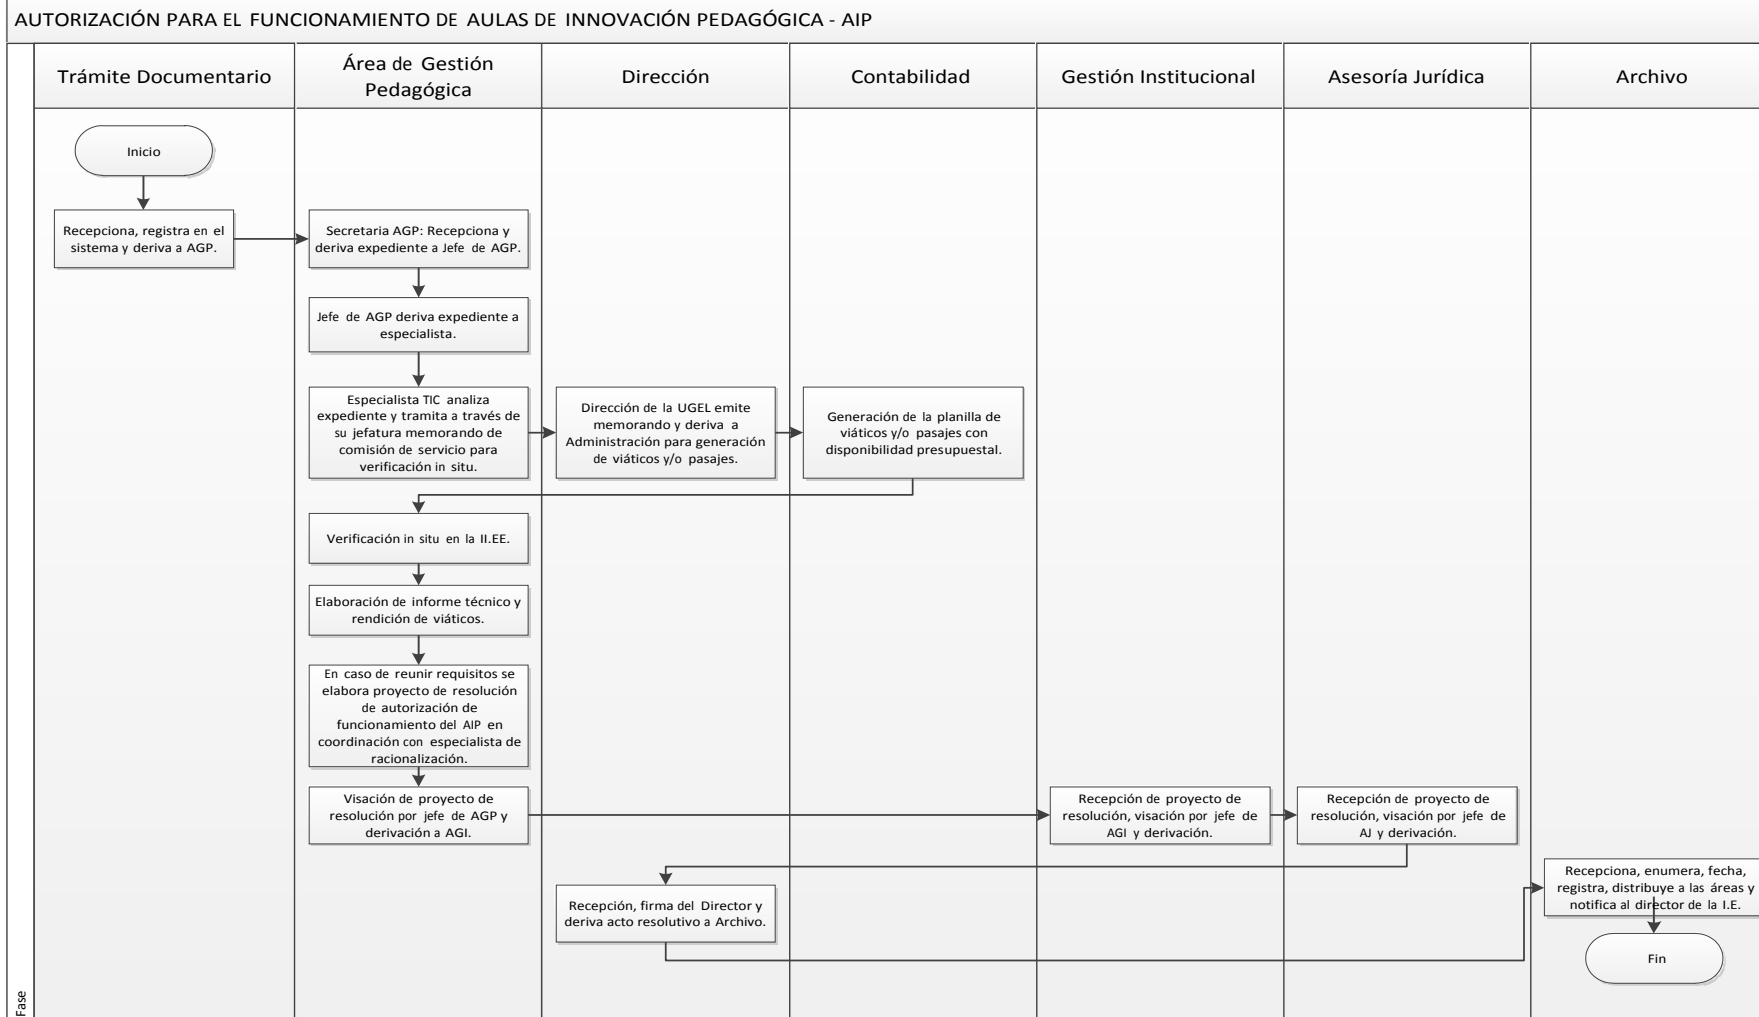 AUTORIZACIÓN PARA EL FUNCIONAMIENTO DE AULAS DE INNOVACIÓN PEDAGÓGICA - AIP
Trámite Documentario
Área de Gestión
Pedagógica
Dirección
Contabilidad
Gestión Institucional
Asesoría Jurídica
Archivo
Inicio
Recepciona, registra en el
sistema y deriva a AGP.
Secretaria AGP: Recepciona y
deriva expediente a Jefe de AGP.
Jefe de AGP deriva expediente a
especialista.
Especialista TIC analiza
expediente y tramita a través de
su jefatura memorando de
comisión de servicio para
verificación in situ.
Dirección de la UGEL emite
memorando y deriva a
Administración para generación
de viáticos y/o pasajes.
Generación de la planilla de
viáticos y/o pasajes con
disponibilidad presupuestal.
Verificación in situ en la II.EE.
Elaboración de informe técnico y
rendición de viáticos.
En caso de reunir requisitos se
elabora proyecto de resolución
de autorización de
funcionamiento del AIP en
coordinación con especialista de
racionalización.
Visación de proyecto de
resolución por jefe de AGP y
derivación a AGI.
Recepción de proyecto de
resolución, visación por jefe de
AGI y derivación.
Recepción de proyecto de
resolución, visación por jefe de
AJ y derivación.
Recepción, firma del Director y
deriva acto resolutivo a Archivo.
Recepciona, enumera, fecha,
registra, distribuye a las áreas y
notifica al director de la I.E.
Fin
Fase